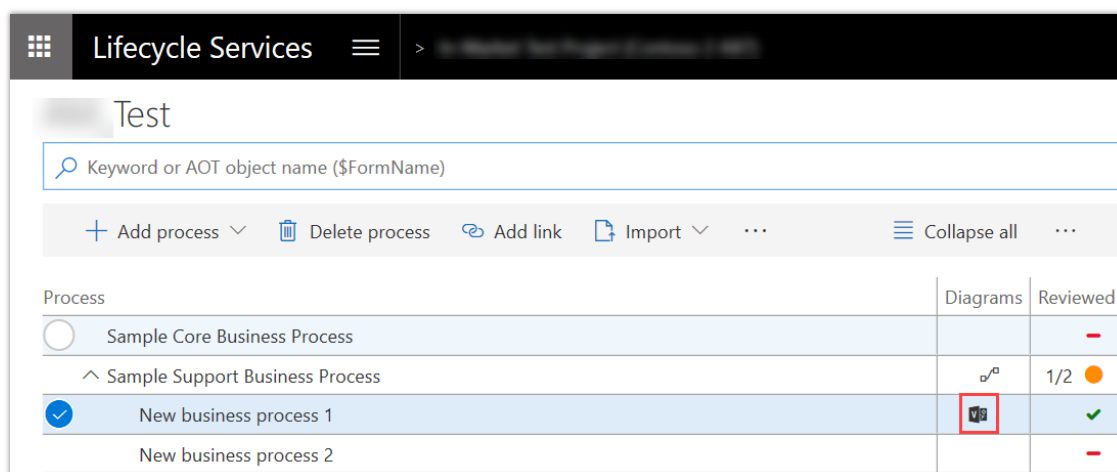 Lifecycle Services >
Test
Keyword or AOT object name ($FormName)
Add process Delete process Add link Import ... Collapse all ...
Process Diagrams Reviewed
Sample Core Business Process
Sample Support Business Process 1/2
New business process 1
New business process 2